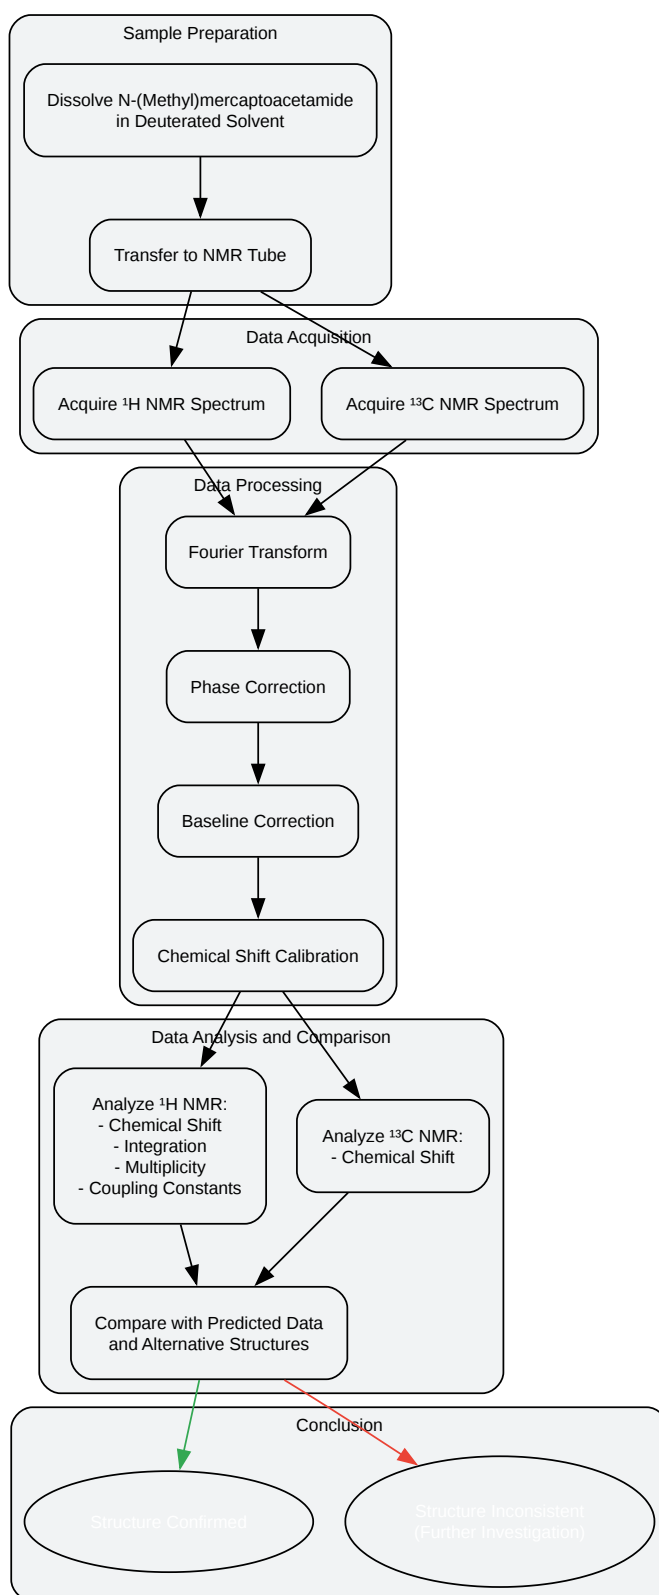 Sample Preparation
Dissolve N-(Methyl)mercaptoacetamide
in Deuterated Solvent
Transfer to NMR Tube
Data Acquisition
Acquire ¹H NMR Spectrum
Acquire ¹³C NMR Spectrum
Data Processing
Fourier Transform
Phase Correction
Baseline Correction
Chemical Shift Calibration
Data Analysis and Comparison
Analyze ¹H NMR:
- Chemical Shift
- Integration
- Multiplicity
- Coupling Constants
Analyze ¹³C NMR:
- Chemical Shift
Compare with Predicted Data
and Alternative Structures
Conclusion
Structure Confirmed
Structure Inconsistent
(Further Investigation)